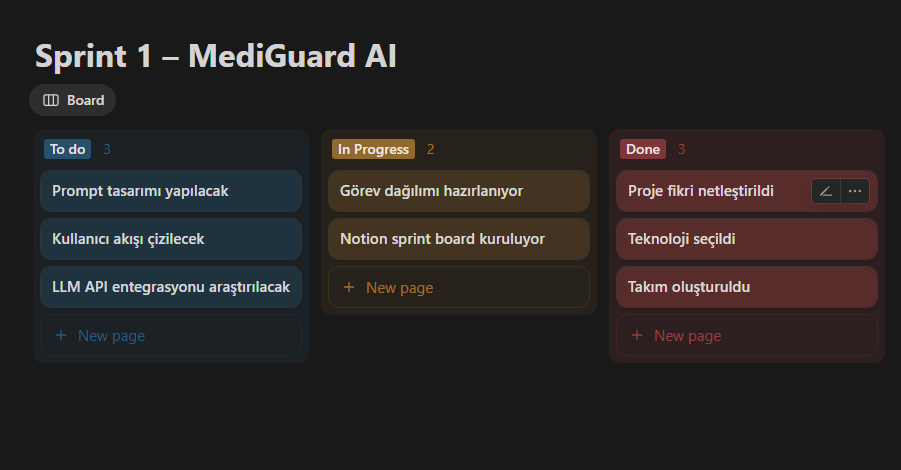 Sprint 1 – MediGuard AI
Board
To do 3
Prompt tasarımı yapılacak
Kullanıcı akışı çizilecek
LLM API entegrasyonu araştırılacak
+ New page
In Progress 2
Görev dağılımı hazırlanıyor
Notion sprint board kuruluyor
+ New page
Done 3
Proje fikri netleştirildi
Teknoloji seçildi
Takım oluşturuldu
+ New page